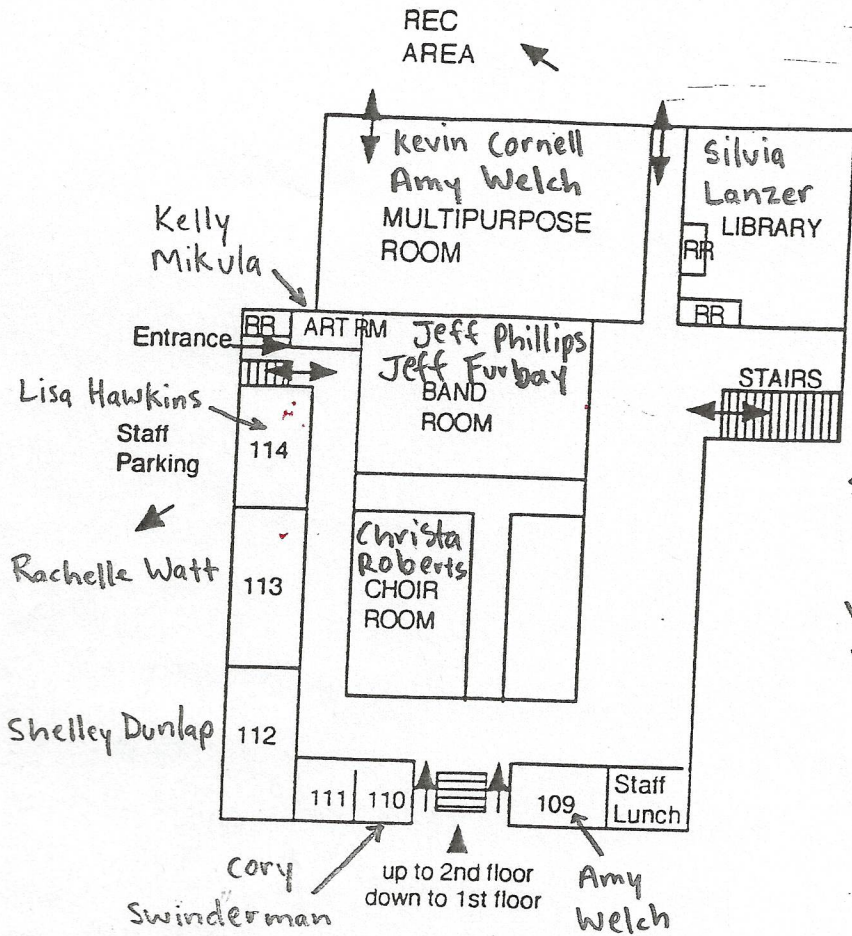 REC
AREA
Kevin Cornell
Amy Welch
MULTIPURPOSE
ROOM
Silvia
Lanzer
LIBRARY
RR
RR
Kelly
Mikula
RR
ART RM
Entrance
Jeff Phillips
Jeff Furbay
BAND
ROOM
STAIRS
Lisa Hawkins
Staff
Parking
114
Rachelle Watt
113
Christa
Roberts
CHOIR
ROOM
Shelley Dunlap
112
111
110
109
Staff
Lunch
up to 2nd floor
down to 1st floor
Cory
Swinderman
Amy
Welch